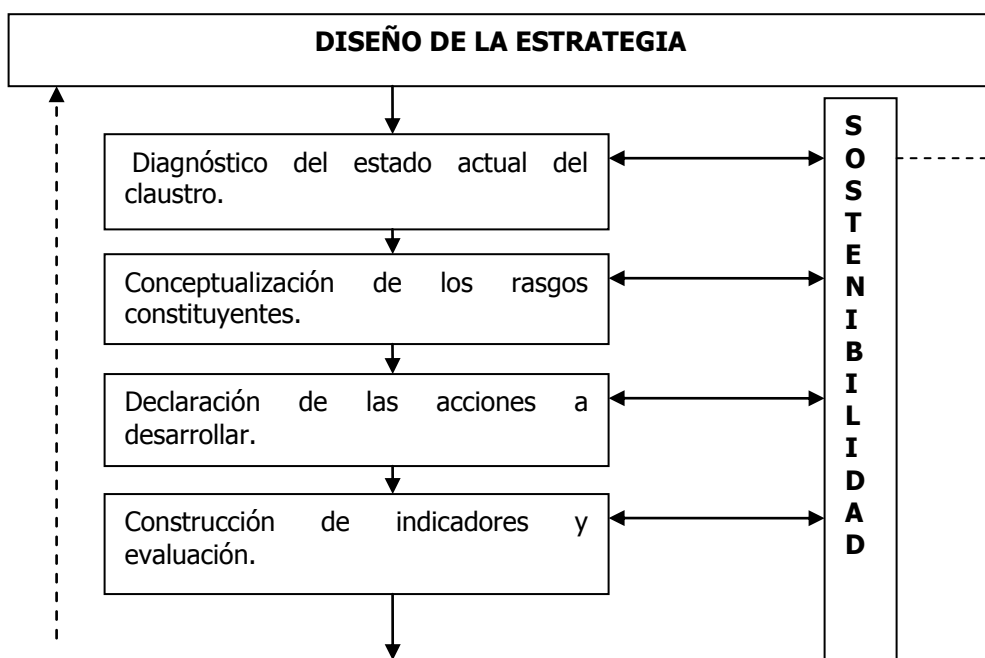 DISEÑO DE LA ESTRATEGIA
Diagnóstico del estado actual del
claustro.
Conceptualización de los rasgos
constituyentes.
Declaración de las acciones a
desarrollar.
Construcción de indicadores y
evaluación.
S
O
S
T
E
N
I
B
I
L
I
D
A
D